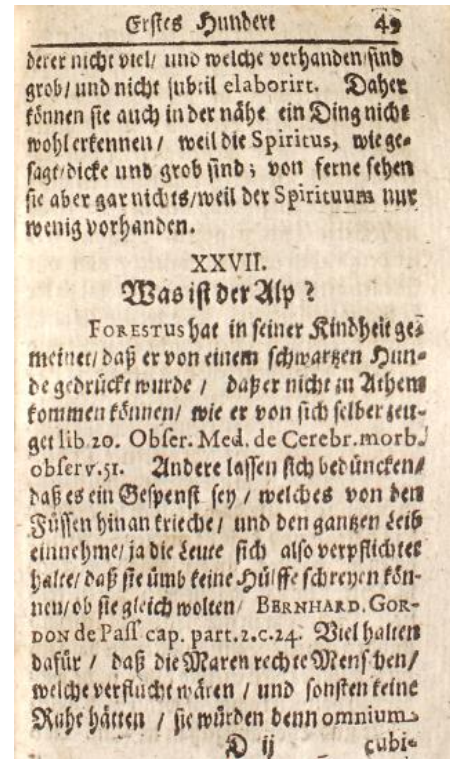 Erstes Hundert 49
derer nicht viel/ und welche verhanden sind
grob/ und nicht subtil elaborirt. Daher
können sie auch in der nähe ein Ding nicht
wohl erkennen/ weil die Spiritus, wie ge-
sagt/dicke und grob sind; von ferne sehen
sie aber gar nichts/weil der Spirituum nur
wenig vorhanden.
XXVII.
Was ist der Alp?
FORESTUS hat in seiner Kindheit ge-
meinet/ daß er von einem schwartzen Hun-
de gedrückt wurde / daß er nicht zu Athem
kommen können/ wie er von sich selber zeu-
get lib. 20. Obser. Med. de Cerebr. morb.
observ. 51. Andere lassen sich bedüncken/
daß es ein Gespenst sey / welches von den
Füssen hinan krieche/ und den gantzen Leib
einnehme/ ja die Leute sich also verpflichtet
halte/ daß sie ümb keine Hülffe schreyen kön-
nen/ ob sie gleich wolten/ BERNHARD. GOR-
DON de Pass cap. part. 2. c. 24. Viel halten
dafür / daß die Maren rechte Menschen/
welche verflucht wären / und sonsten keine
Ruhe hätten / sie würden denn omnium
D ij cubi-